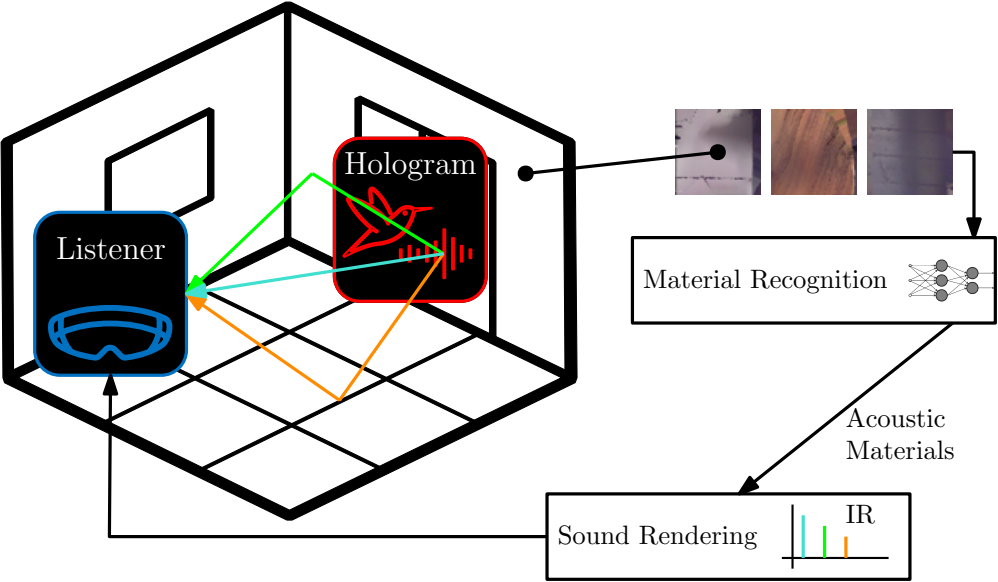 Hologram
Listener
Material Recognition
Acoustic
Materials
Sound Rendering
IR